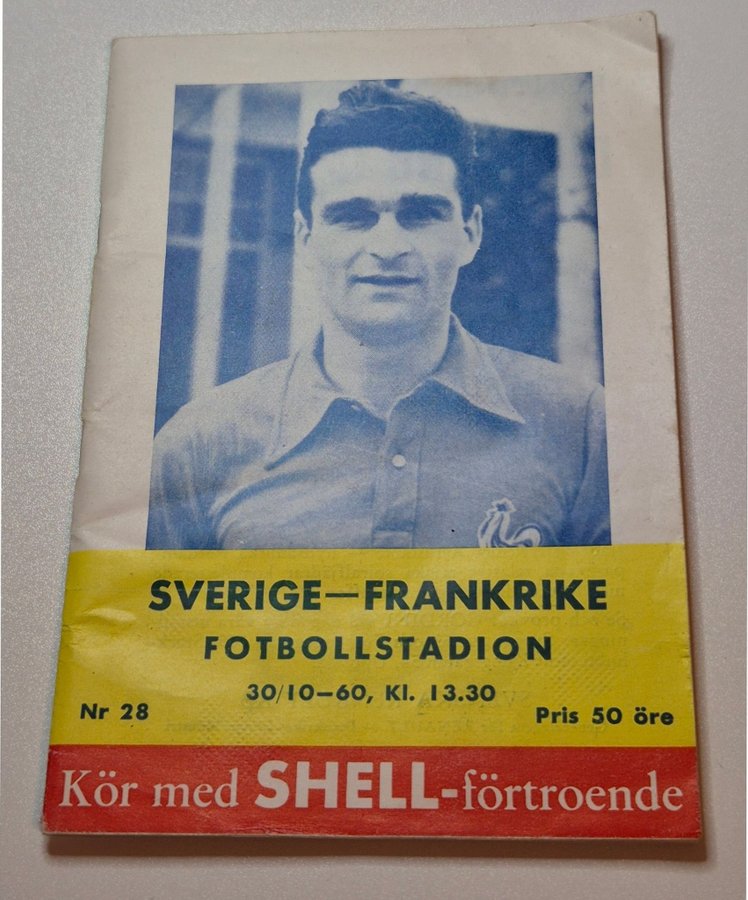 SVERIGE—FRANKRIKE
FOTBOLLSTADION
30/10–60, Kl. 13.30
Nr 28
Pris 50 öre
Kör med SHELL-förtroende